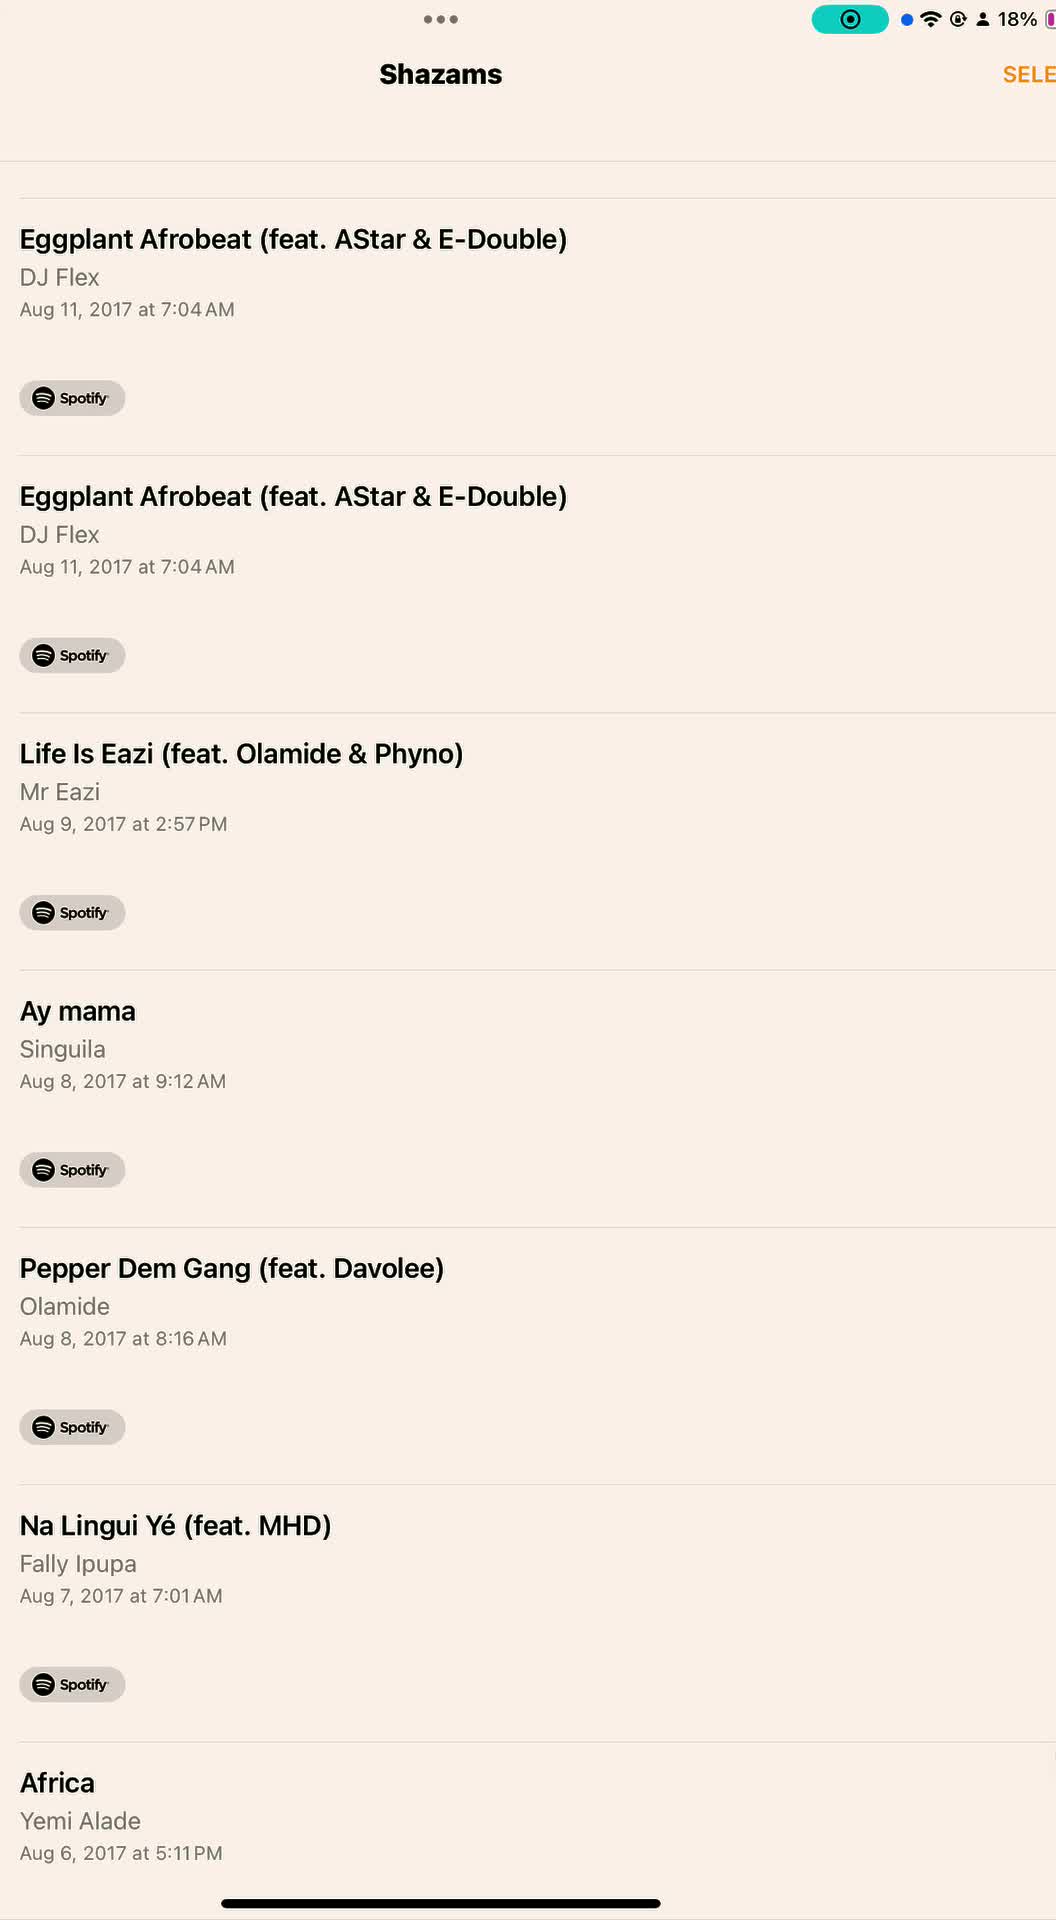 18%
Shazams
SELE
Eggplant Afrobeat (feat. AStar & E-Double)
DJ Flex
Aug 11, 2017 at 7:04 AM
Spotify
Eggplant Afrobeat (feat. AStar & E-Double)
DJ Flex
Aug 11, 2017 at 7:04 AM
Spotify
Life Is Eazi (feat. Olamide & Phyno)
Mr Eazi
Aug 9, 2017 at 2:57 PM
Spotify
Ay mama
Singuila
Aug 8, 2017 at 9:12 AM
Spotify
Pepper Dem Gang (feat. Davolee)
Olamide
Aug 8, 2017 at 8:16 AM
Spotify
Na Lingui Yé (feat. MHD)
Fally Ipupa
Aug 7, 2017 at 7:01 AM
Spotify
Africa
Yemi Alade
Aug 6, 2017 at 5:11 PM